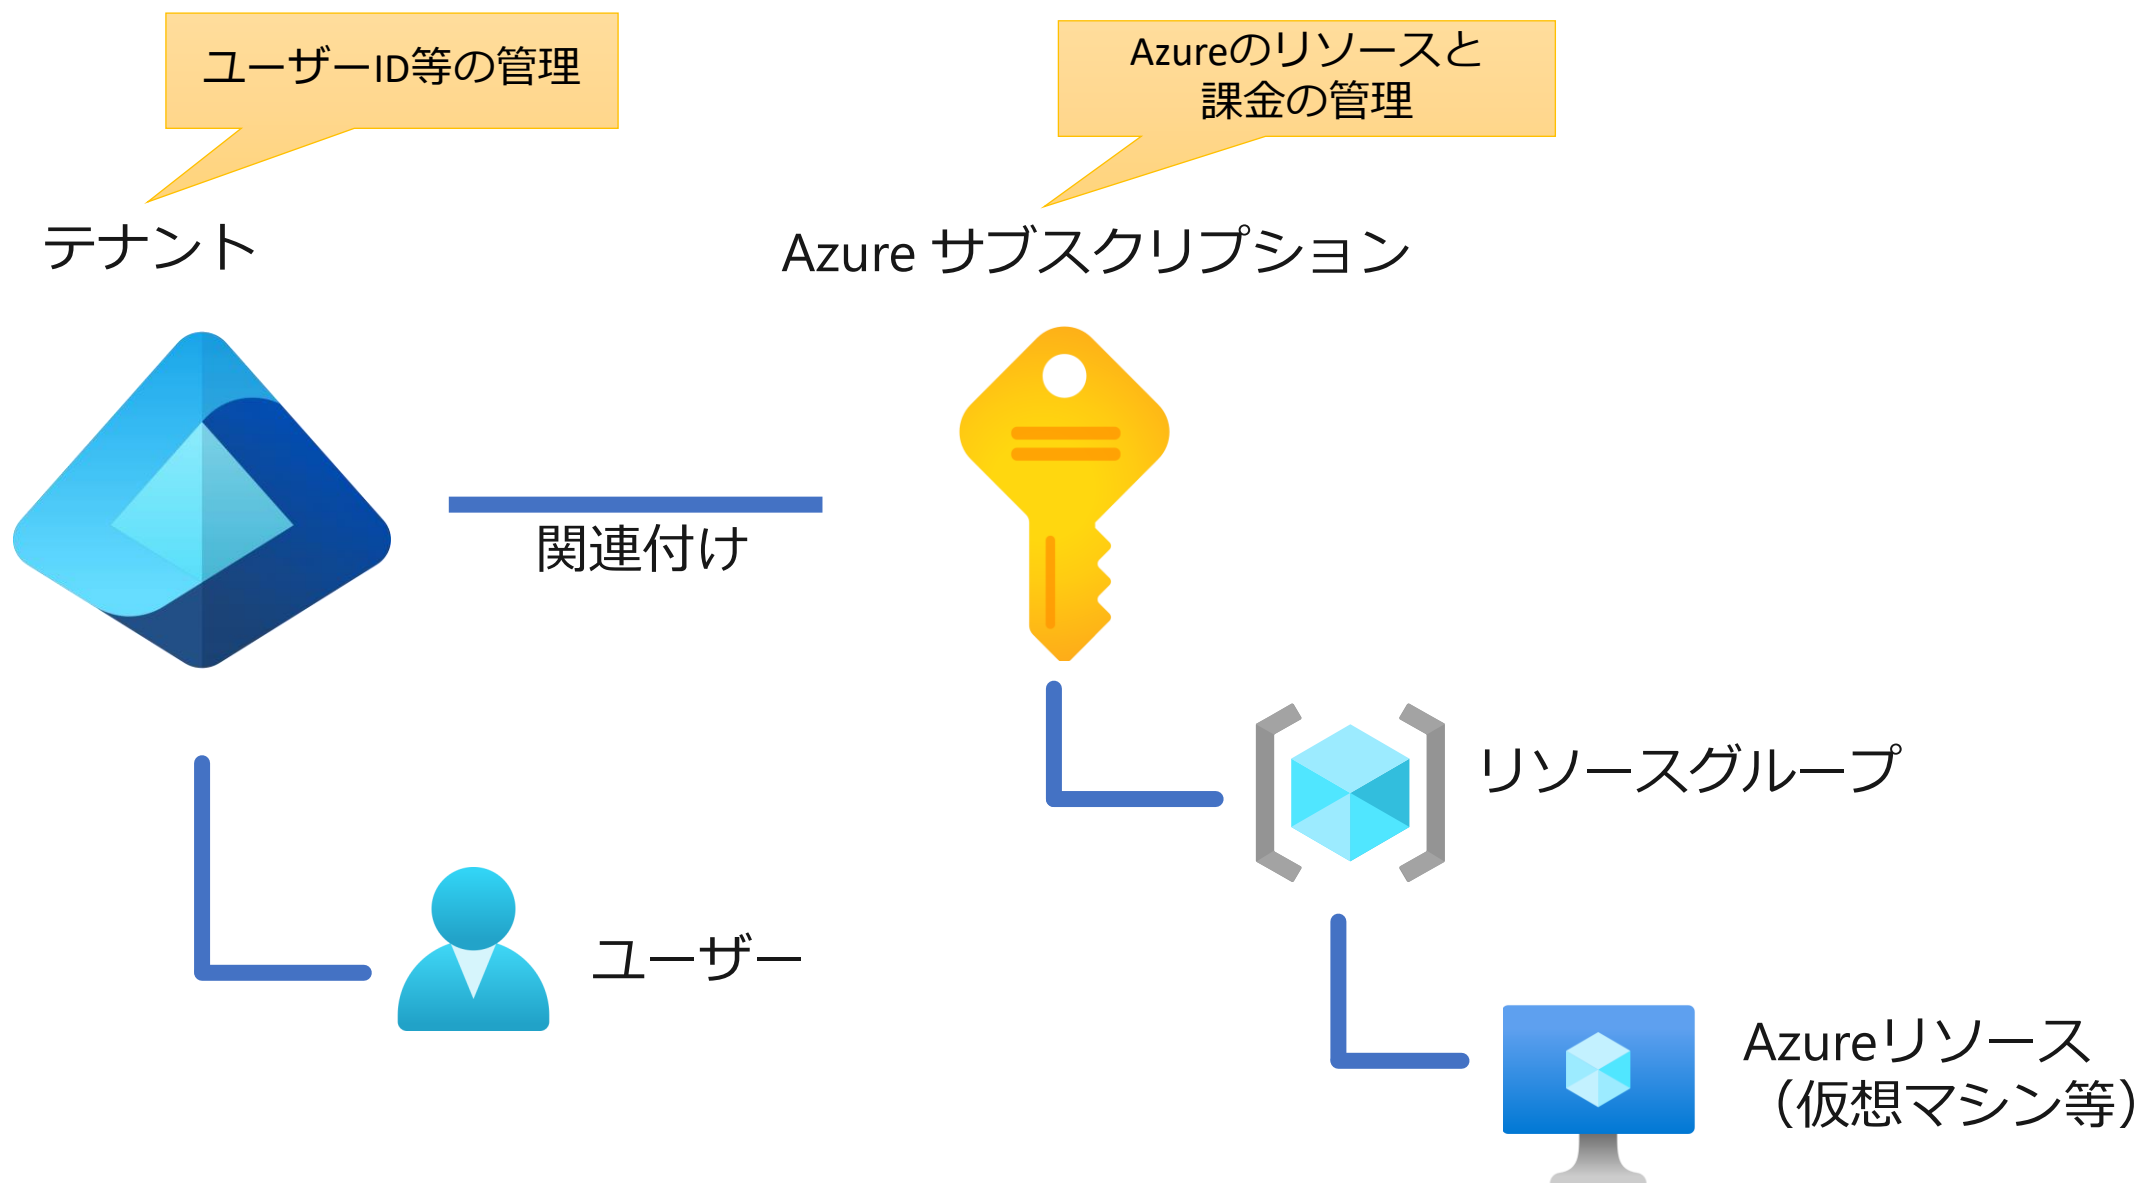 ユーザーID等の管理
Azureのリソースと
課金の管理
テナント
Azure サブスクリプション
関連付け
リソースグループ
ユーザー
Azureリソース
（仮想マシン等）